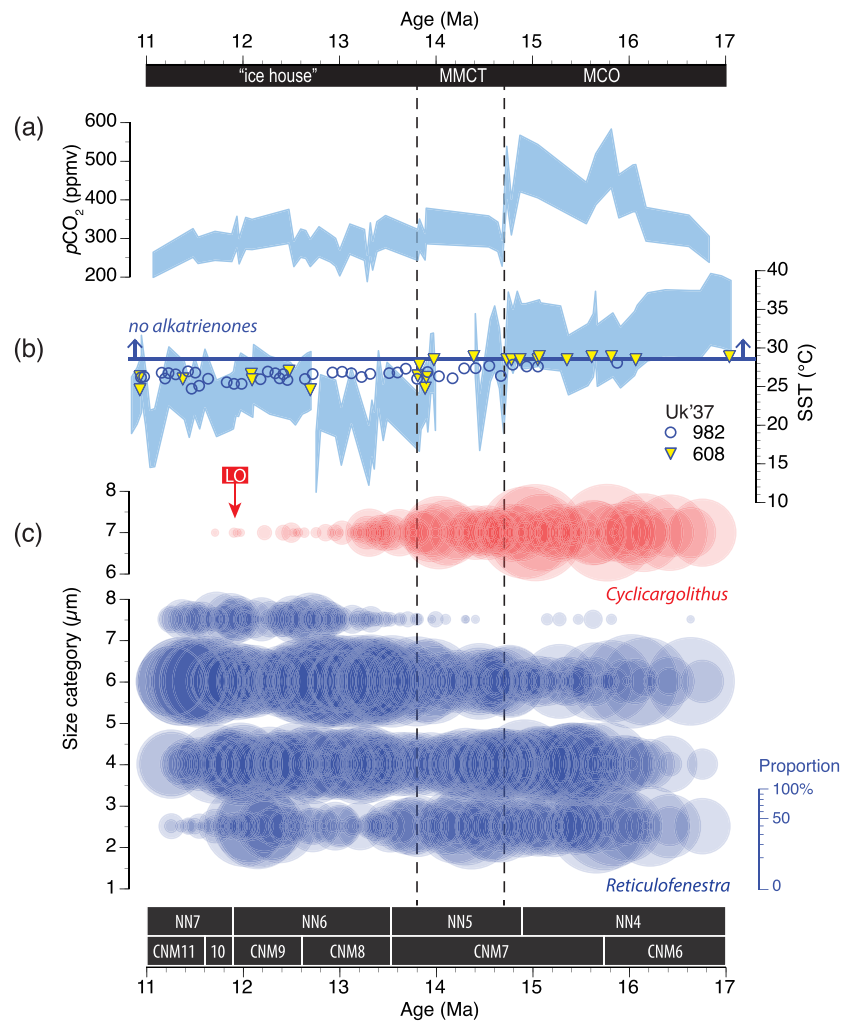 Age (Ma)
11 12 13 14 15 16 17
"ice house" MMCT MCO
(a)
600
500
400
300
200
pCO2 (ppmv)
40
35
30
25
20
15
10
SST (°C)
(b)
no alkatrienones
Uk'37
982
608
LO
(c)
8
7
6
Cyclicargolithus
8
7
6
5
4
3
2
1
Size category (µm)
Proportion
100%
50
0
Reticulofenestra
NN7 NN6 NN5 NN4
CNM11 10 CNM9 CNM8 CNM7 CNM6
11 12 13 14 15 16 17
Age (Ma)